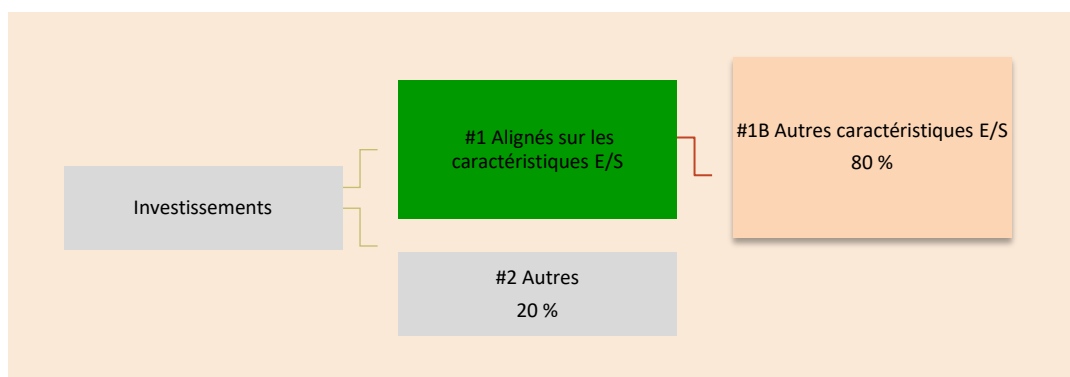 Investissements
#1 Alignés sur les
caractéristiques E/S
#2 Autres
20 %
#1B Autres caractéristiques E/S
80 %